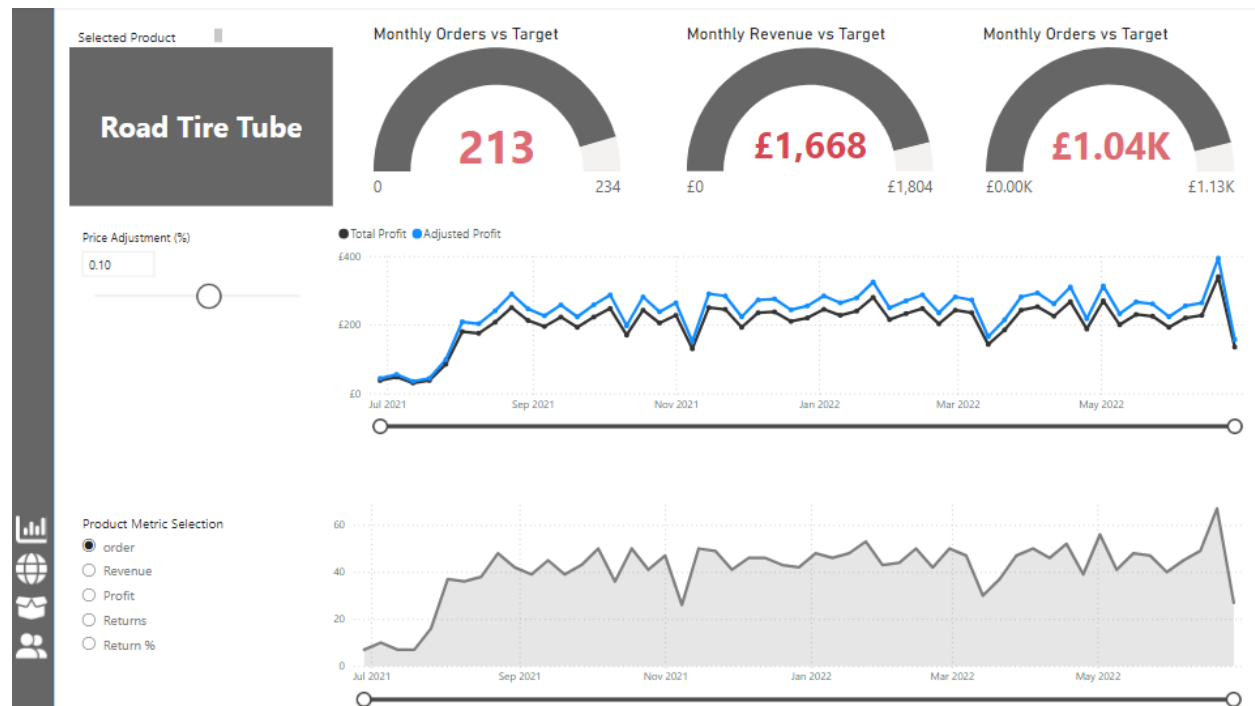 Selected Product
Road Tire Tube
Monthly Orders vs Target
213
0
234
Monthly Revenue vs Target
£1,668
£0
£1,804
Monthly Orders vs Target
£1.04K
£0.00K
£1.13K
Price Adjustment (%)
0.10
Total Profit
Adjusted Profit
£400
£200
£0
Jul 2021
Sep 2021
Nov 2021
Jan 2022
Mar 2022
May 2022
Product Metric Selection
order
Revenue
Profit
Returns
Return %
60
40
20
0
Jul 2021
Sep 2021
Nov 2021
Jan 2022
Mar 2022
May 2022